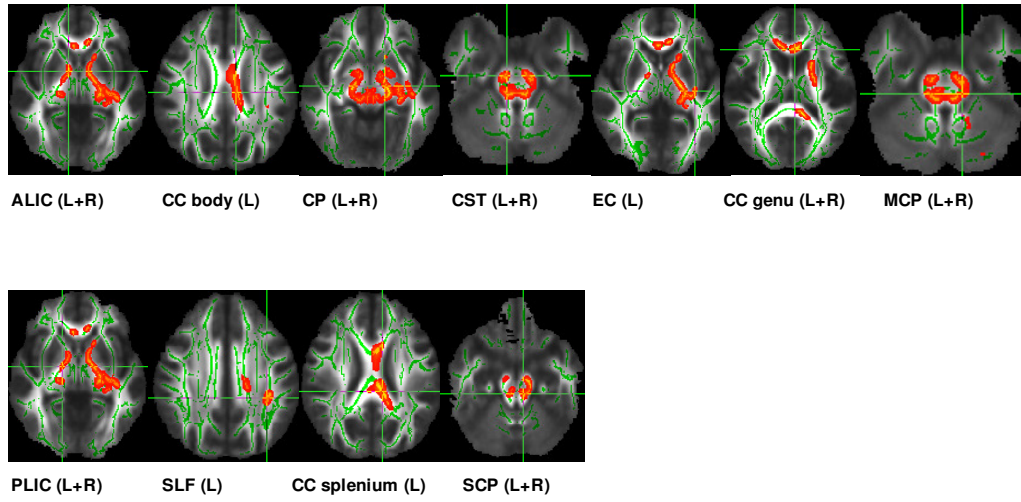 ALIC (L+R) CC body (L) CP (L+R) CST (L+R) EC (L) CC genu (L+R) MCP (L+R)
PLIC (L+R) SLF (L) CC splenium (L) SCP (L+R)